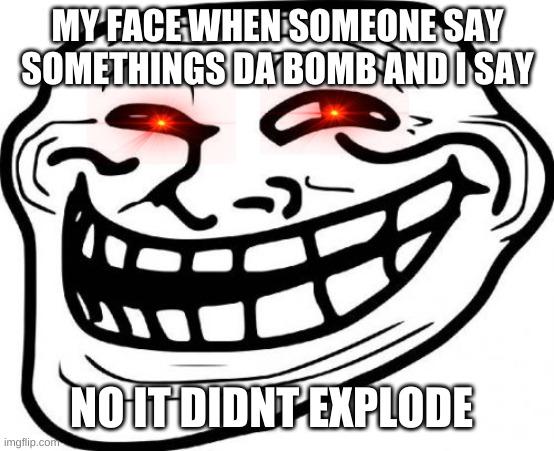 MY FACE WHEN SOMEONE SAY
SOMETHINGS DA BOMB AND I SAY
NO IT DIDNT EXPLODE
imgflip.com